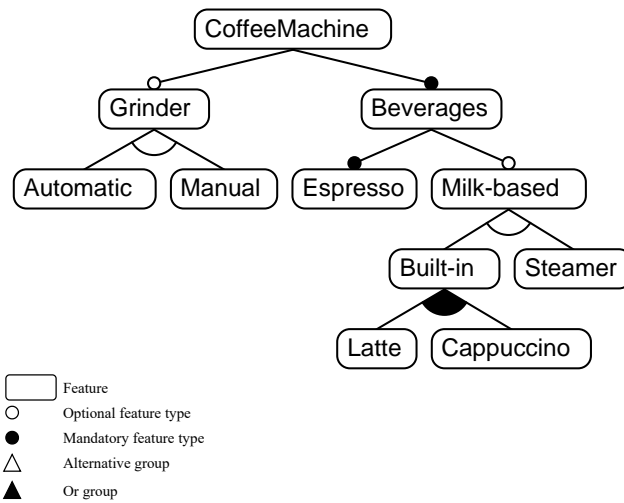 CoffeeMachine
Grinder Beverages
Automatic Manual Espresso Milk-based
Built-in Steamer
Latte Cappuccino
Feature
Optional feature type
Mandatory feature type
Alternative group
Or group